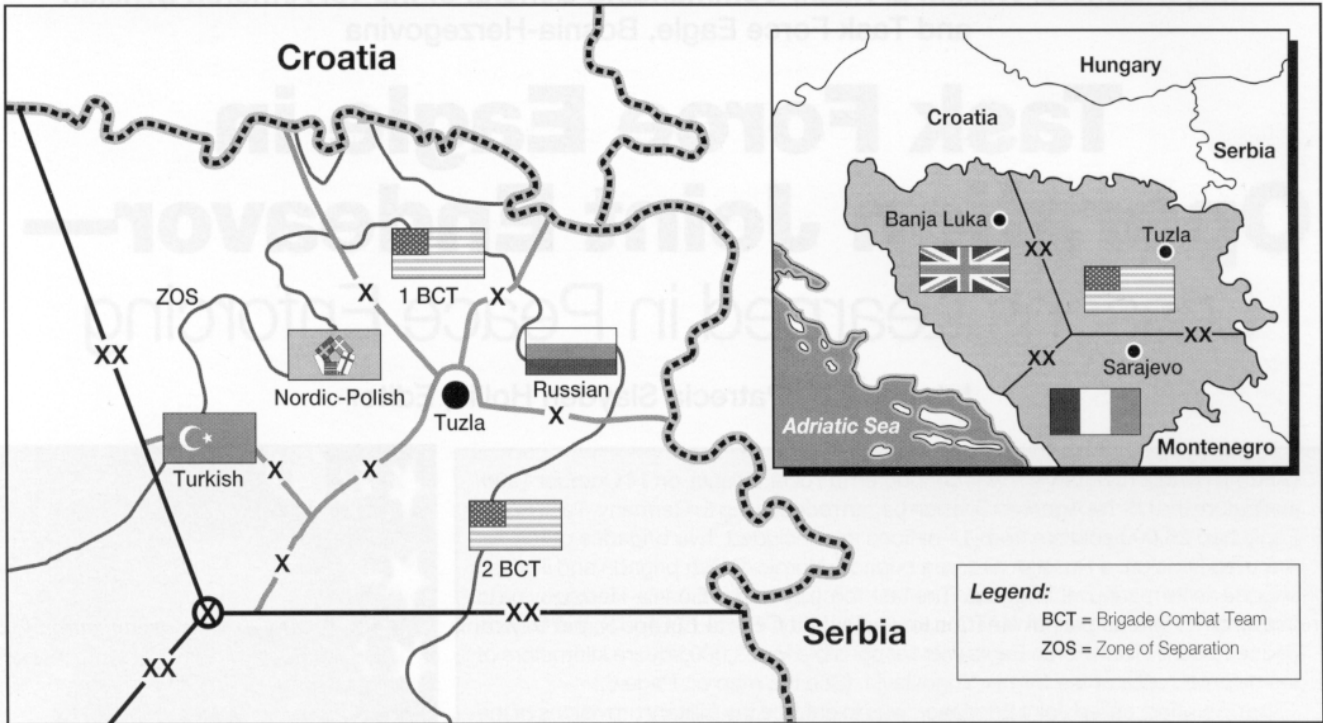 Croatia
XX
ZOS
X
1 BCT
X
Nordic-Polish
Tuzla
Russian
X
Turkish
X
X
X
2 BCT
X
XX
XX
Serbia
Hungary
Croatia
Serbia
Banja Luka
XX
Tuzla
XX
XX
Sarajevo
Adriatic Sea
Montenegro
Legend:
BCT = Brigade Combat Team
ZOS = Zone of Separation